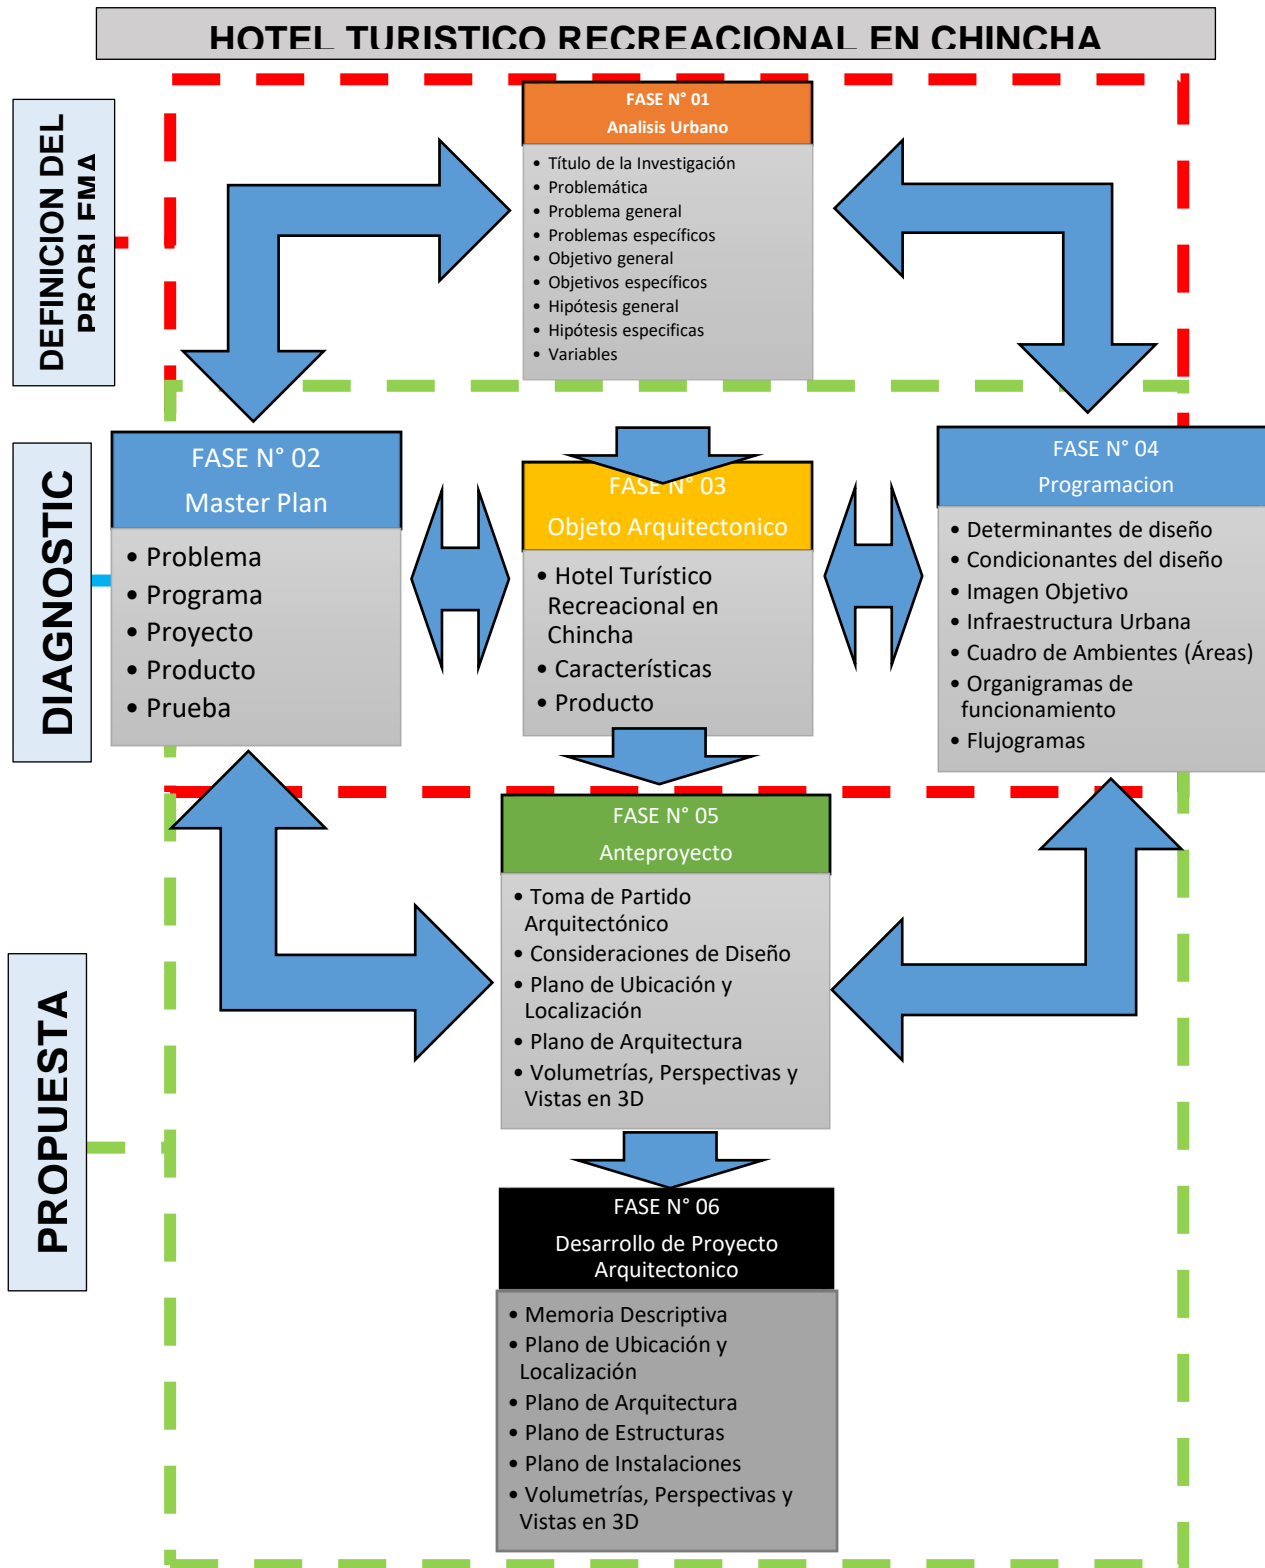 HOTEL TURISTICO RECREACIONAL EN CHINCHA
DEFINICION DEL
PROBLEMA
FASE N° 01
Analisis Urbano
• Título de la Investigación
• Problemática
• Problema general
• Problemas específicos
• Objetivo general
• Objetivos específicos
• Hipótesis general
• Hipótesis especificas
• Variables
DIAGNOSTIC
FASE N° 02
Master Plan
• Problema
• Programa
• Proyecto
• Producto
• Prueba
FASE N° 03
Objeto Arquitectonico
• Hotel Turístico
Recreacional en
Chincha
• Características
• Producto
FASE N° 04
Programacion
• Determinantes de diseño
• Condicionantes del diseño
• Imagen Objetivo
• Infraestructura Urbana
• Cuadro de Ambientes (Áreas)
• Organigramas de
funcionamiento
• Flujogramas
PROPUESTA
FASE N° 05
Anteproyecto
• Toma de Partido
Arquitectónico
• Consideraciones de Diseño
• Plano de Ubicación y
Localización
• Plano de Arquitectura
• Volumetrías, Perspectivas y
Vistas en 3D
FASE N° 06
Desarrollo de Proyecto
Arquitectonico
• Memoria Descriptiva
• Plano de Ubicación y
Localización
• Plano de Arquitectura
• Plano de Estructuras
• Plano de Instalaciones
• Volumetrías, Perspectivas y
Vistas en 3D